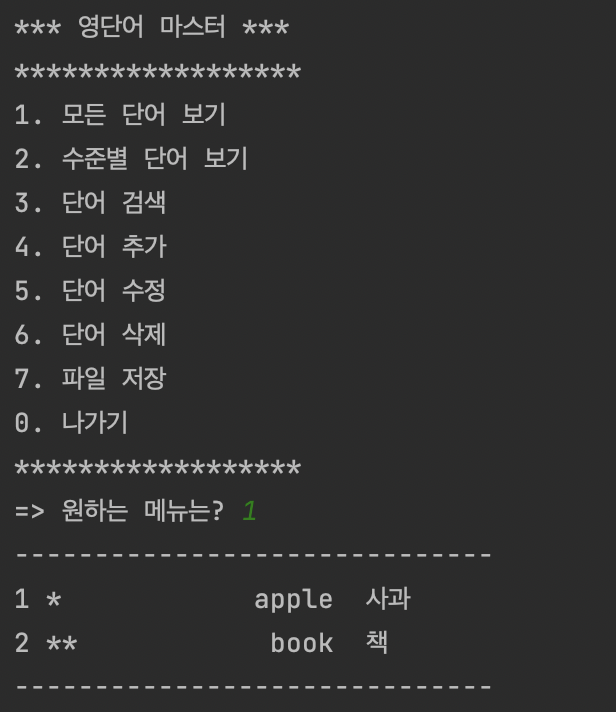 *** 영단어 마스터 ***
******************
1. 모든 단어 보기
2. 수준별 단어 보기
3. 단어 검색
4. 단어 추가
5. 단어 수정
6. 단어 삭제
7. 파일 저장
0. 나가기
******************
=> 원하는 메뉴는? 1
------------------------------
1 *            apple  사과
2 **            book  책
------------------------------